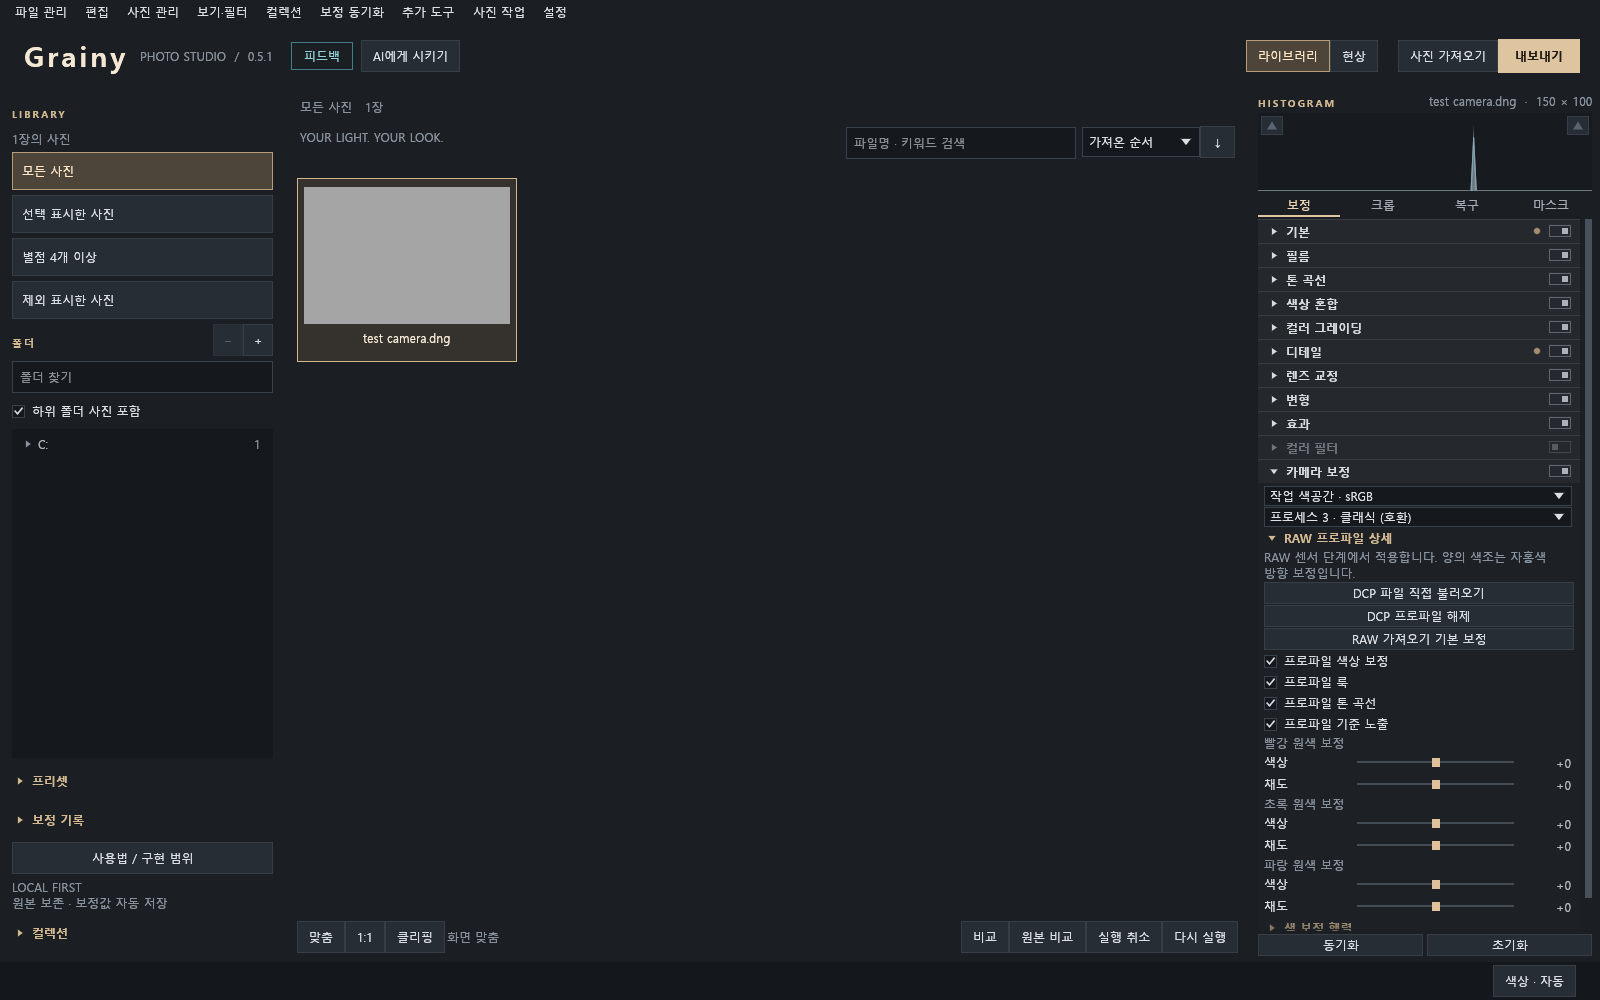 파일 관리 편집 사진 관리 보기·필터 컬렉션 보정 동기화 추가 도구 사진 작업 설정
Grainy PHOTO STUDIO / 0.5.1 피드백 AI에게 시키기 라이브러리 현상 사진 가져오기 내보내기
LIBRARY
1장의 사진
모든 사진
선택 표시한 사진
별점 4개 이상
제외 표시한 사진
폴더 − +
폴더 찾기
하위 폴더 사진 포함
C: 1
프리셋
보정 기록
사용법 / 구현 범위
LOCAL FIRST
원본 보존 · 보정값 자동 저장
컬렉션
모든 사진 1장
YOUR LIGHT. YOUR LOOK.
파일명 · 키워드 검색 가져온 순서 ↓
test camera.dng
맞춤 1:1 클리핑 화면 맞춤
비교 원본 비교 실행 취소 다시 실행
HISTOGRAM test camera.dng · 150 × 100
보정 크롭 복구 마스크
기본
필름
톤 곡선
색상 혼합
컬러 그레이딩
디테일
렌즈 교정
변형
효과
컬러 필터
카메라 보정
작업 색공간 · sRGB
프로세스 3 · 클래식 (호환)
RAW 프로파일 상세
RAW 센서 단계에서 적용합니다. 양의 색조는 자홍색
방향 보정입니다.
DCP 파일 직접 불러오기
DCP 프로파일 해제
RAW 가져오기 기본 보정
프로파일 색상 보정
프로파일 룩
프로파일 톤 곡선
프로파일 기준 노출
빨강 원색 보정
색상 +0
채도 +0
초록 원색 보정
색상 +0
채도 +0
파랑 원색 보정
색상 +0
채도 +0
색 보정 행렬
동기화 초기화
색상 · 자동